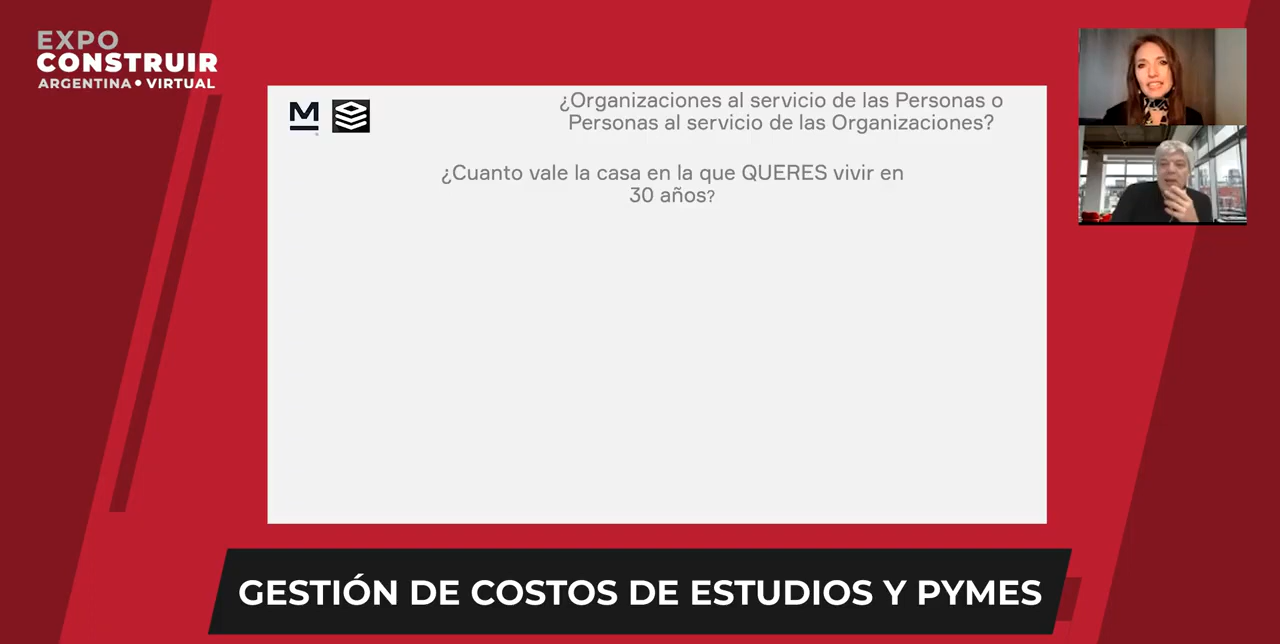 EXPO
CONSTRUIR
ARGENTINA • VIRTUAL
M
¿Organizaciones al servicio de las Personas o
Personas al servicio de las Organizaciones?
¿Cuanto vale la casa en la que QUERES vivir en
30 años?
GESTIÓN DE COSTOS DE ESTUDIOS Y PYMES